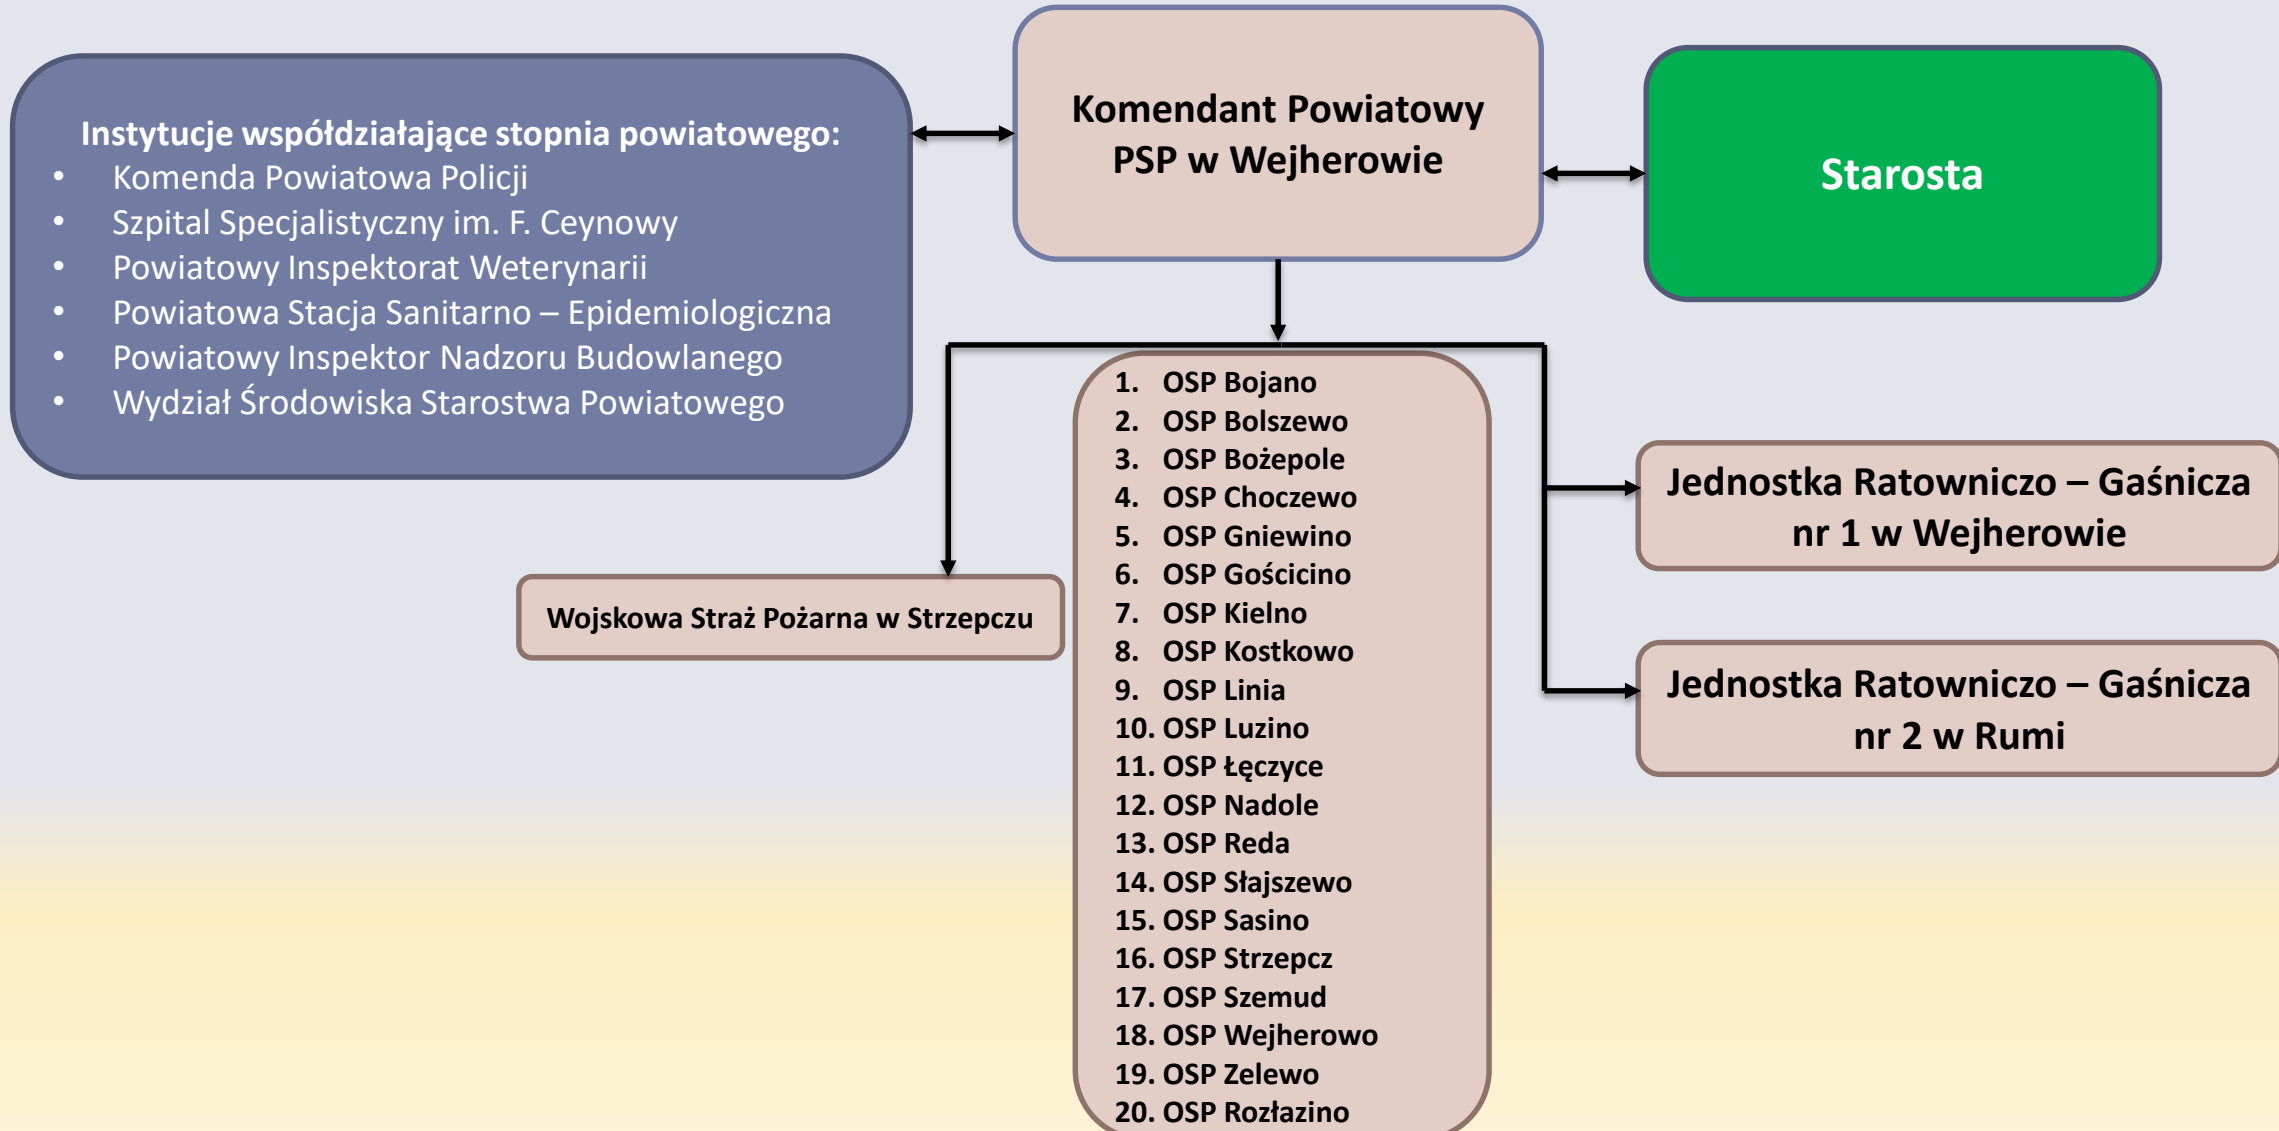 Instytucje współdziałające stopnia powiatowego:
• Komenda Powiatowa Policji
• Szpital Specjalistyczny im. F. Ceynowy
• Powiatowy Inspektorat Weterynarii
• Powiatowa Stacja Sanitarno – Epidemiologiczna
• Powiatowy Inspektor Nadzoru Budowlanego
• Wydział Środowiska Starostwa Powiatowego
Komendant Powiatowy
PSP w Wejherowie
Starosta
Wojskowa Straż Pożarna w Strzepczu
1. OSP Bojano
2. OSP Bolszewo
3. OSP Bożepole
4. OSP Choczewo
5. OSP Gniewino
6. OSP Gościcino
7. OSP Kielno
8. OSP Kostkowo
9. OSP Linia
10. OSP Luzino
11. OSP Łęczyce
12. OSP Nadole
13. OSP Reda
14. OSP Słajszewo
15. OSP Sasino
16. OSP Strzepcz
17. OSP Szemud
18. OSP Wejherowo
19. OSP Zelewo
20. OSP Rozłazino
Jednostka Ratowniczo – Gaśnicza
nr 1 w Wejherowie
Jednostka Ratowniczo – Gaśnicza
nr 2 w Rumi